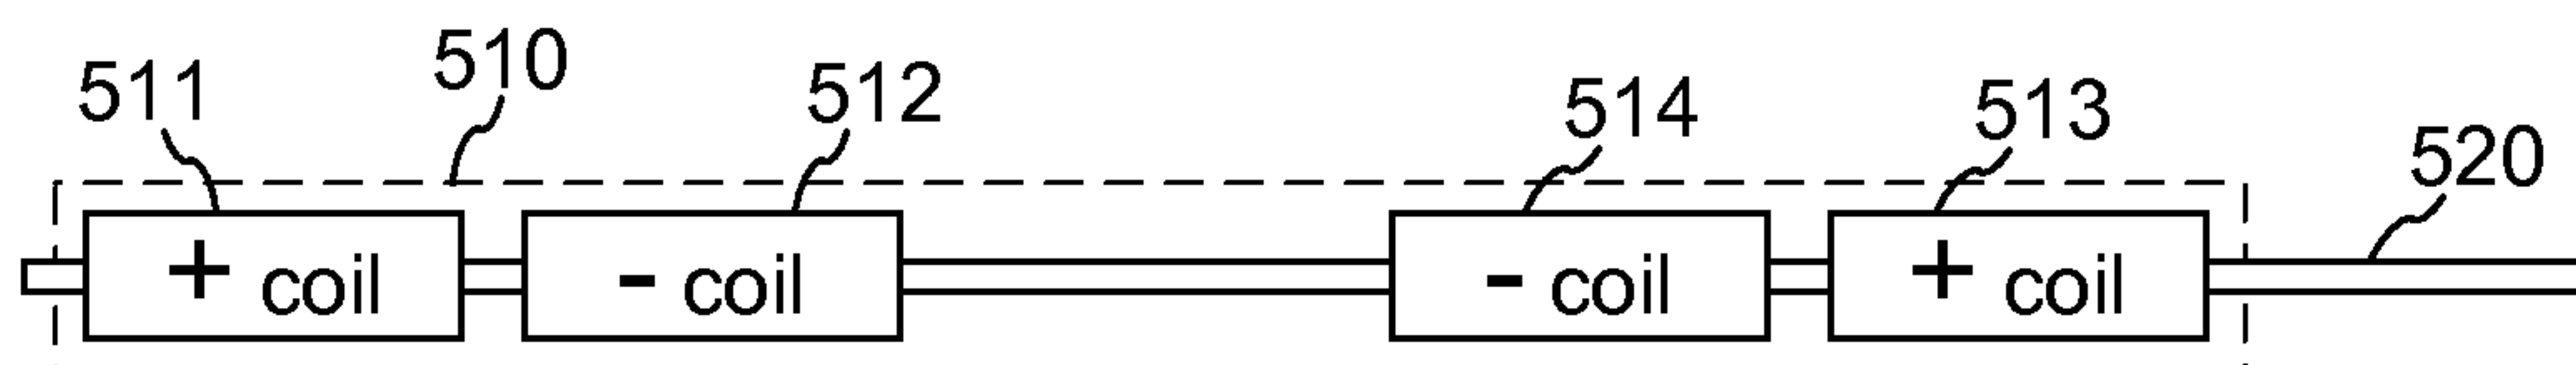 511 510 512 514 513 520
+ coil - coil - coil + coil